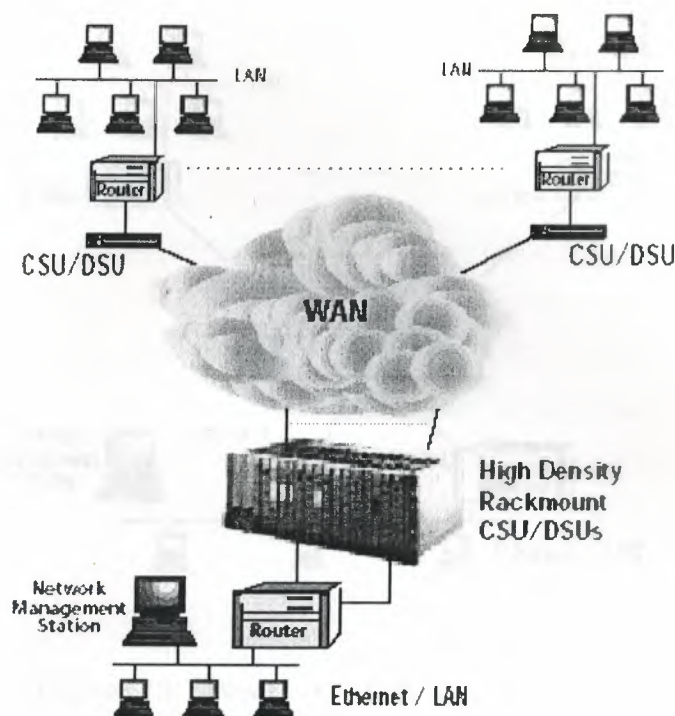 LAN
LAN
Router
Router
CSU/DSU
CSU/DSU
WAN
High Density
Rackmount
CSU/DSUs
Network
Management
Station
Router
Ethernet / LAN